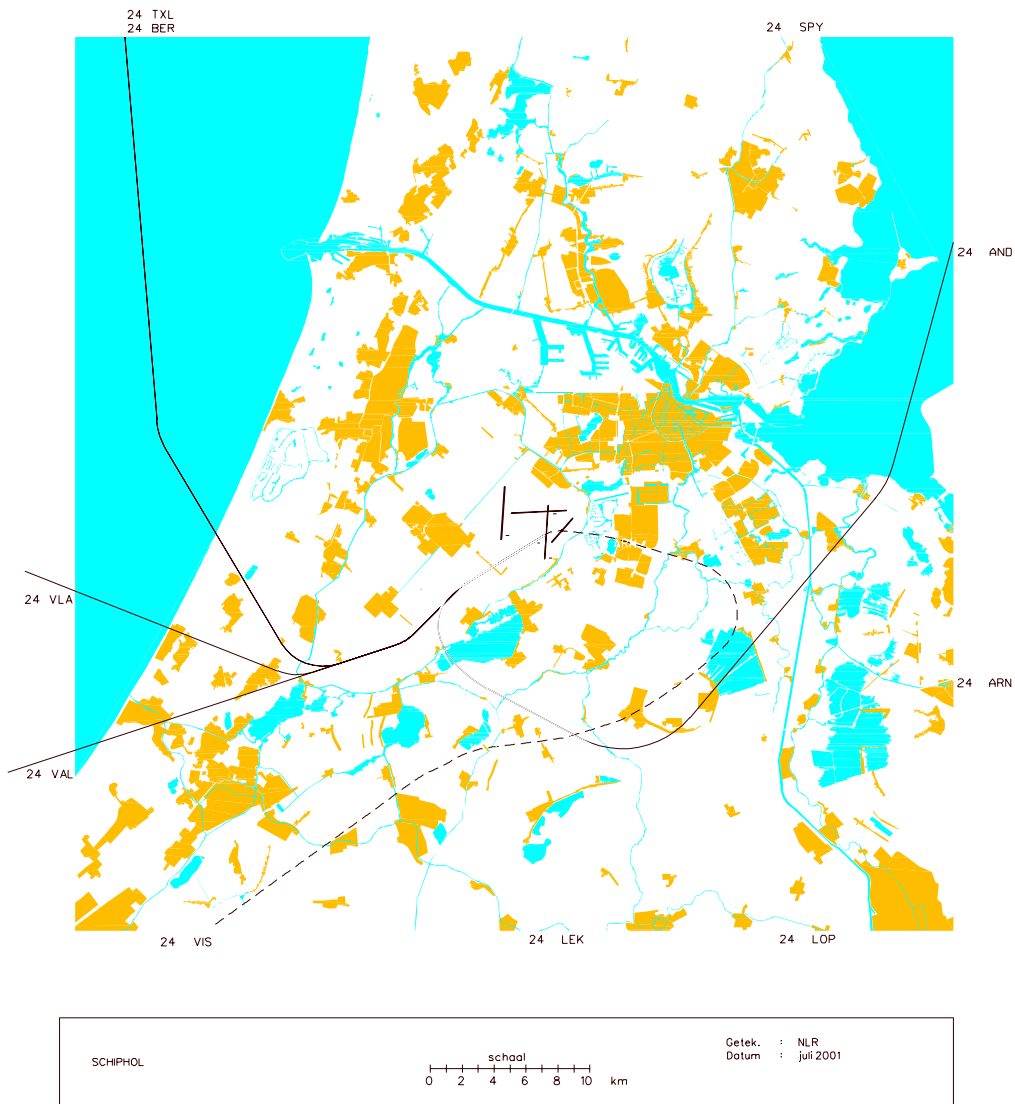 24 TXL
24 BER
24 SPY
24 AND
24 VLA
24 ARN
24 VAL
24 VIS
24 LEK
24 LOP
SCHIPHOL
schaal
0 2 4 6 8 10 km
Getek. : NLR
Datum : juli 2001